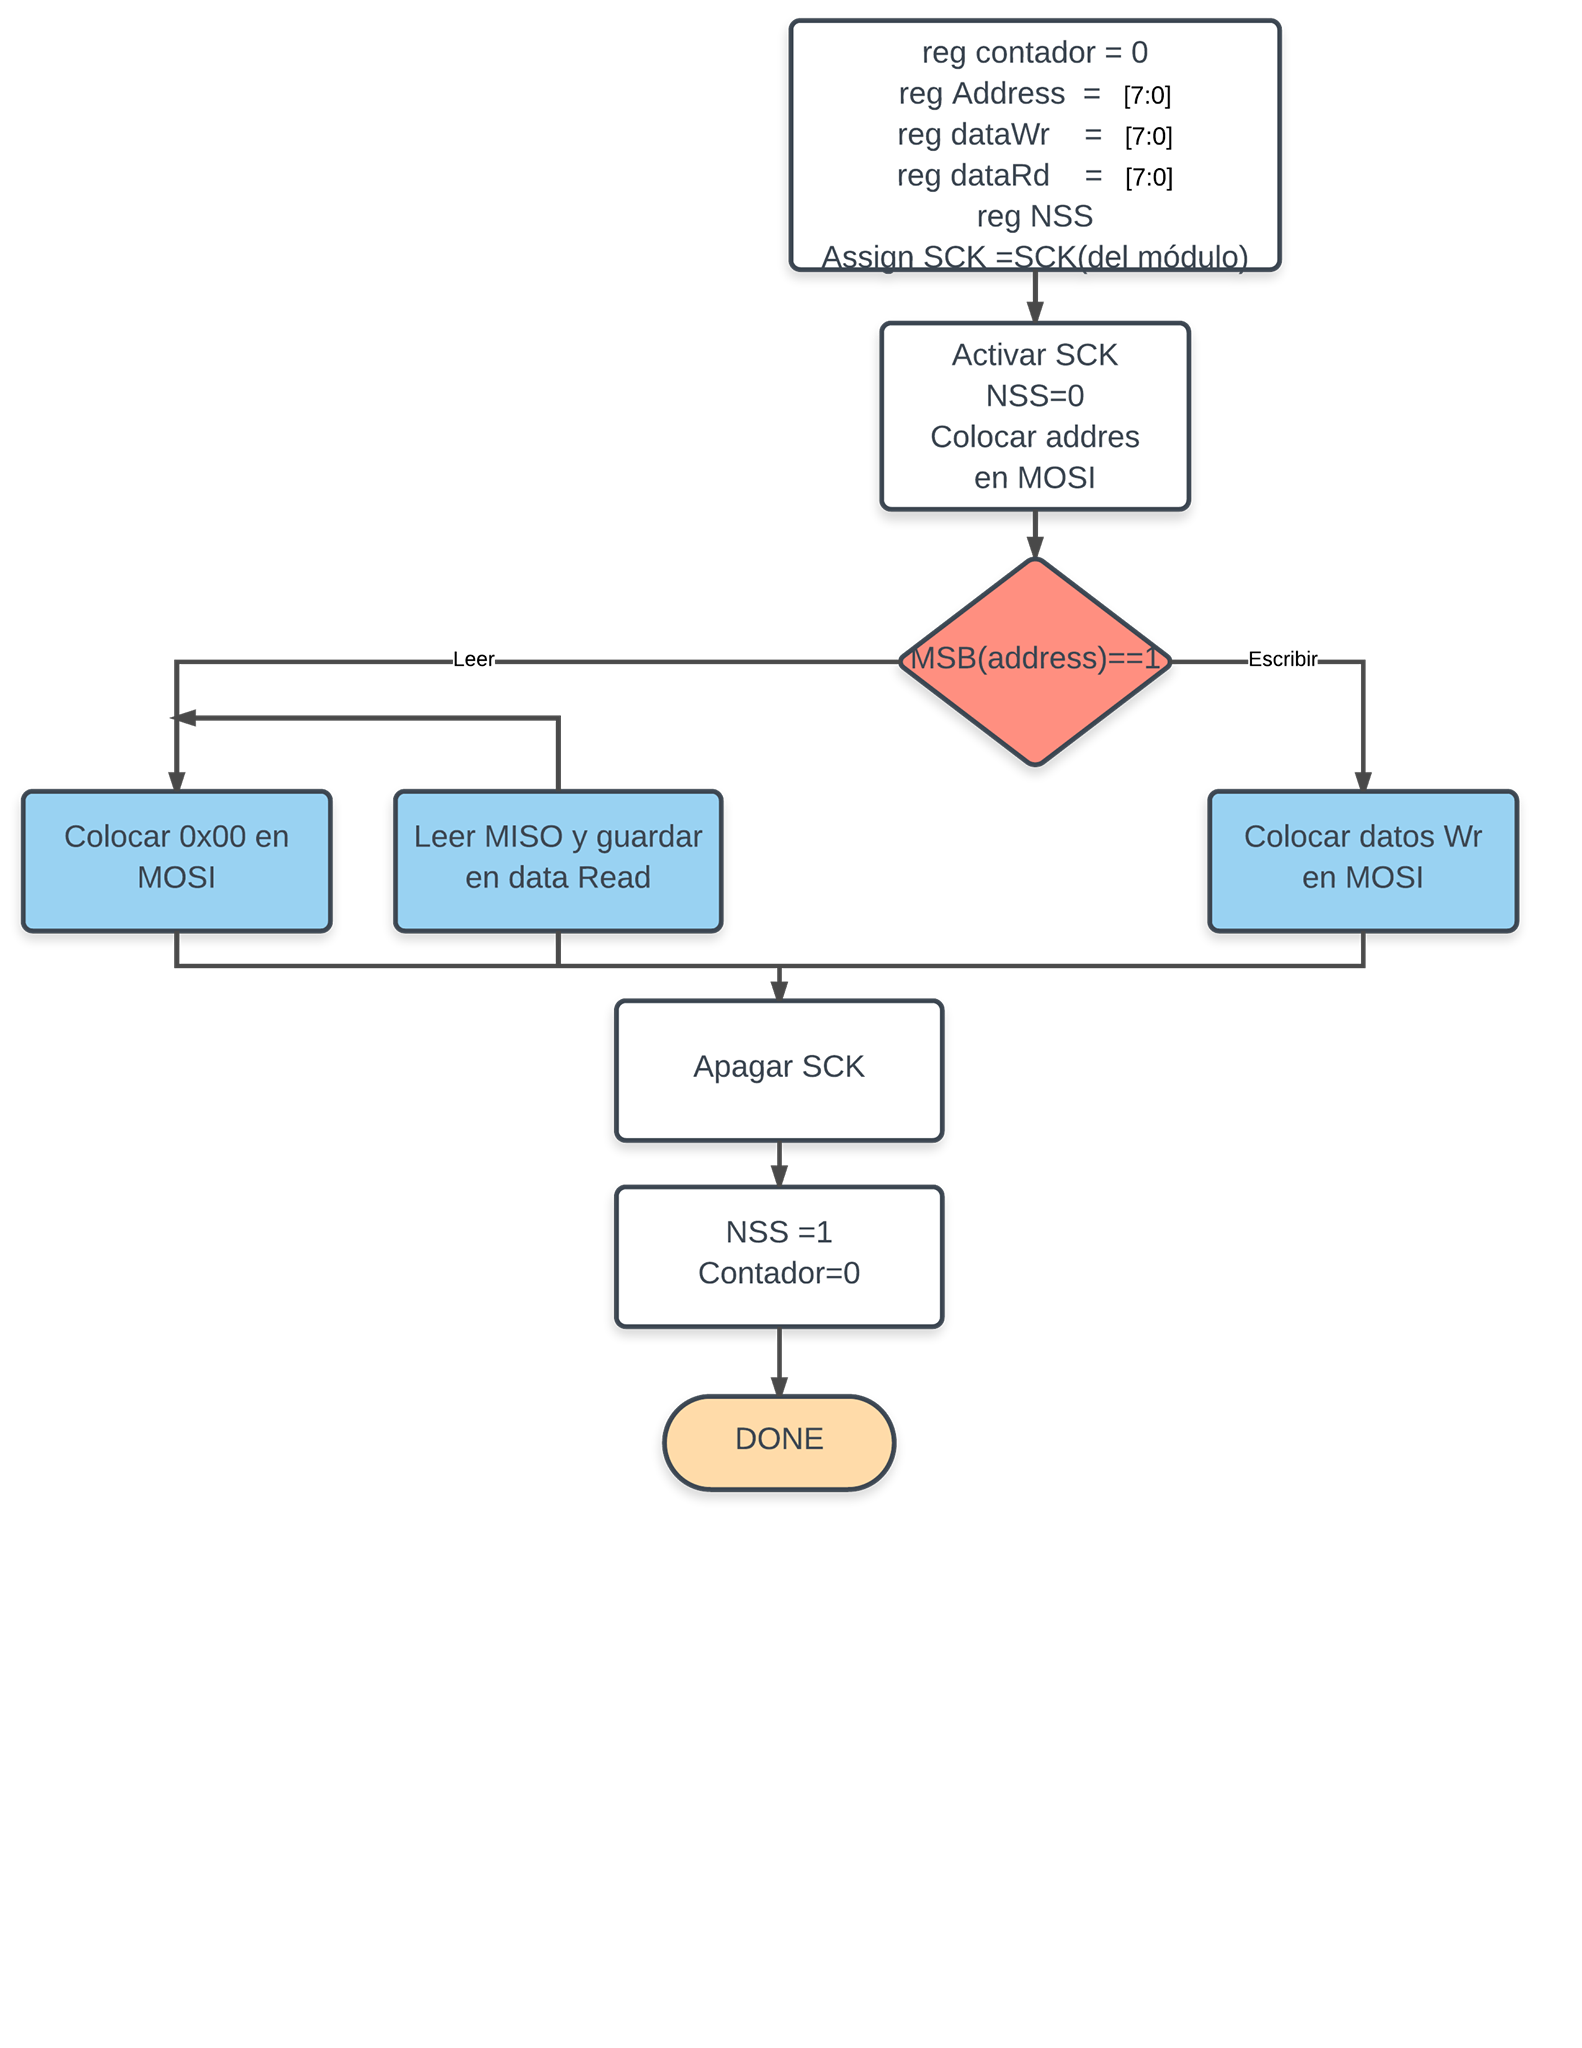 reg contador = 0
reg Address = [7:0]
reg dataWr = [7:0]
reg dataRd = [7:0]
reg NSS
Assign SCK =SCK(del módulo)
Activar SCK
NSS=0
Colocar addres
en MOSI
MSB(address)==1
Leer
Escribir
Colocar 0x00 en
MOSI
Leer MISO y guardar
en data Read
Colocar datos Wr
en MOSI
Apagar SCK
NSS =1
Contador=0
DONE